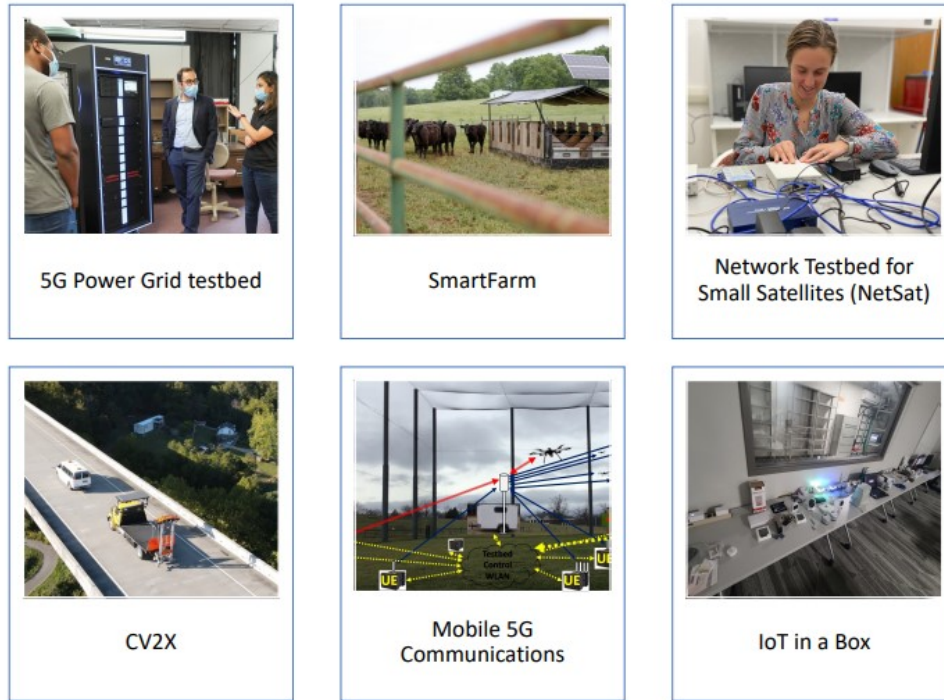 5G Power Grid testbed
SmartFarm
Network Testbed for
Small Satellites (NetSat)
Testbed
Control
WLAN
UE
UE
UE
CV2X
Mobile 5G
Communications
IoT in a Box